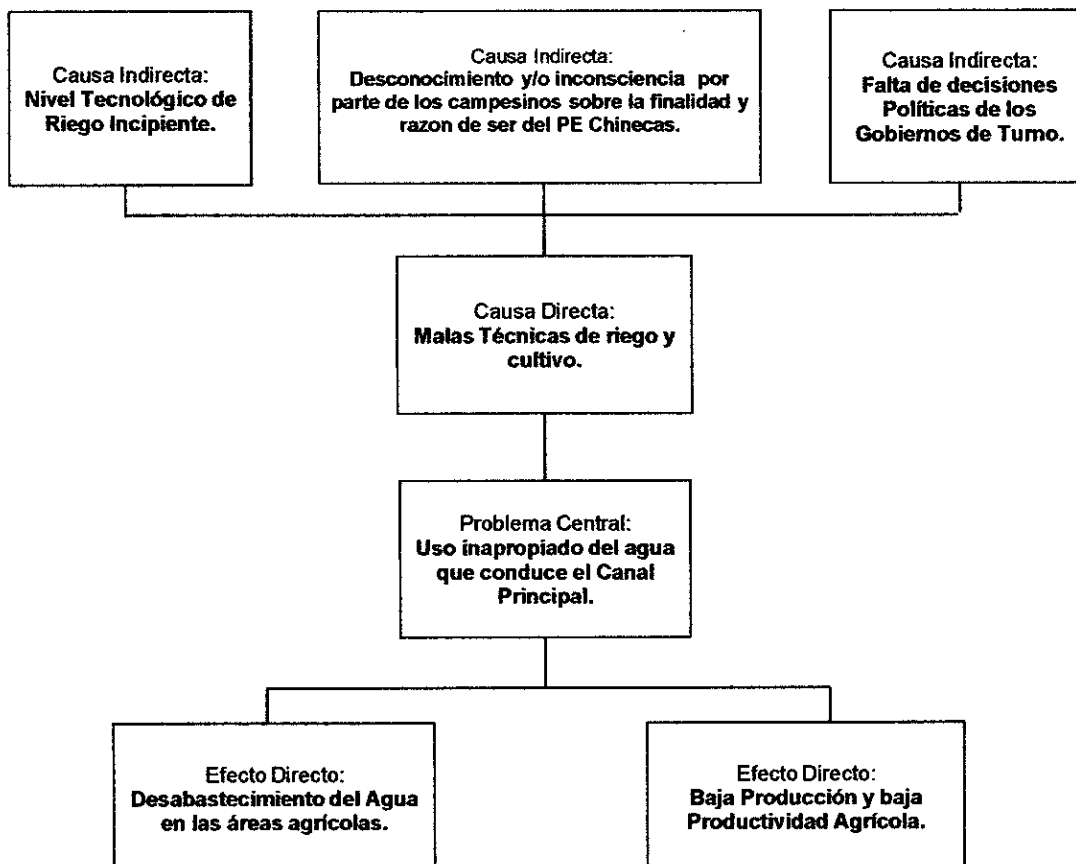 Causa Indirecta:
Nivel Tecnológico de
Riego Incipiente.
Causa Indirecta:
Desconocimiento y/o inconsciencia por
parte de los campesinos sobre la finalidad y
razon de ser del PE Chinecas.
Causa Indirecta:
Falta de decisiones
Políticas de los
Gobiernos de Turno.
Causa Directa:
Malas Técnicas de riego y
cultivo.
Problema Central:
Uso inapropiado del agua
que conduce el Canal
Principal.
Efecto Directo:
Desabastecimiento del Agua
en las áreas agrícolas.
Efecto Directo:
Baja Producción y baja
Productividad Agrícola.